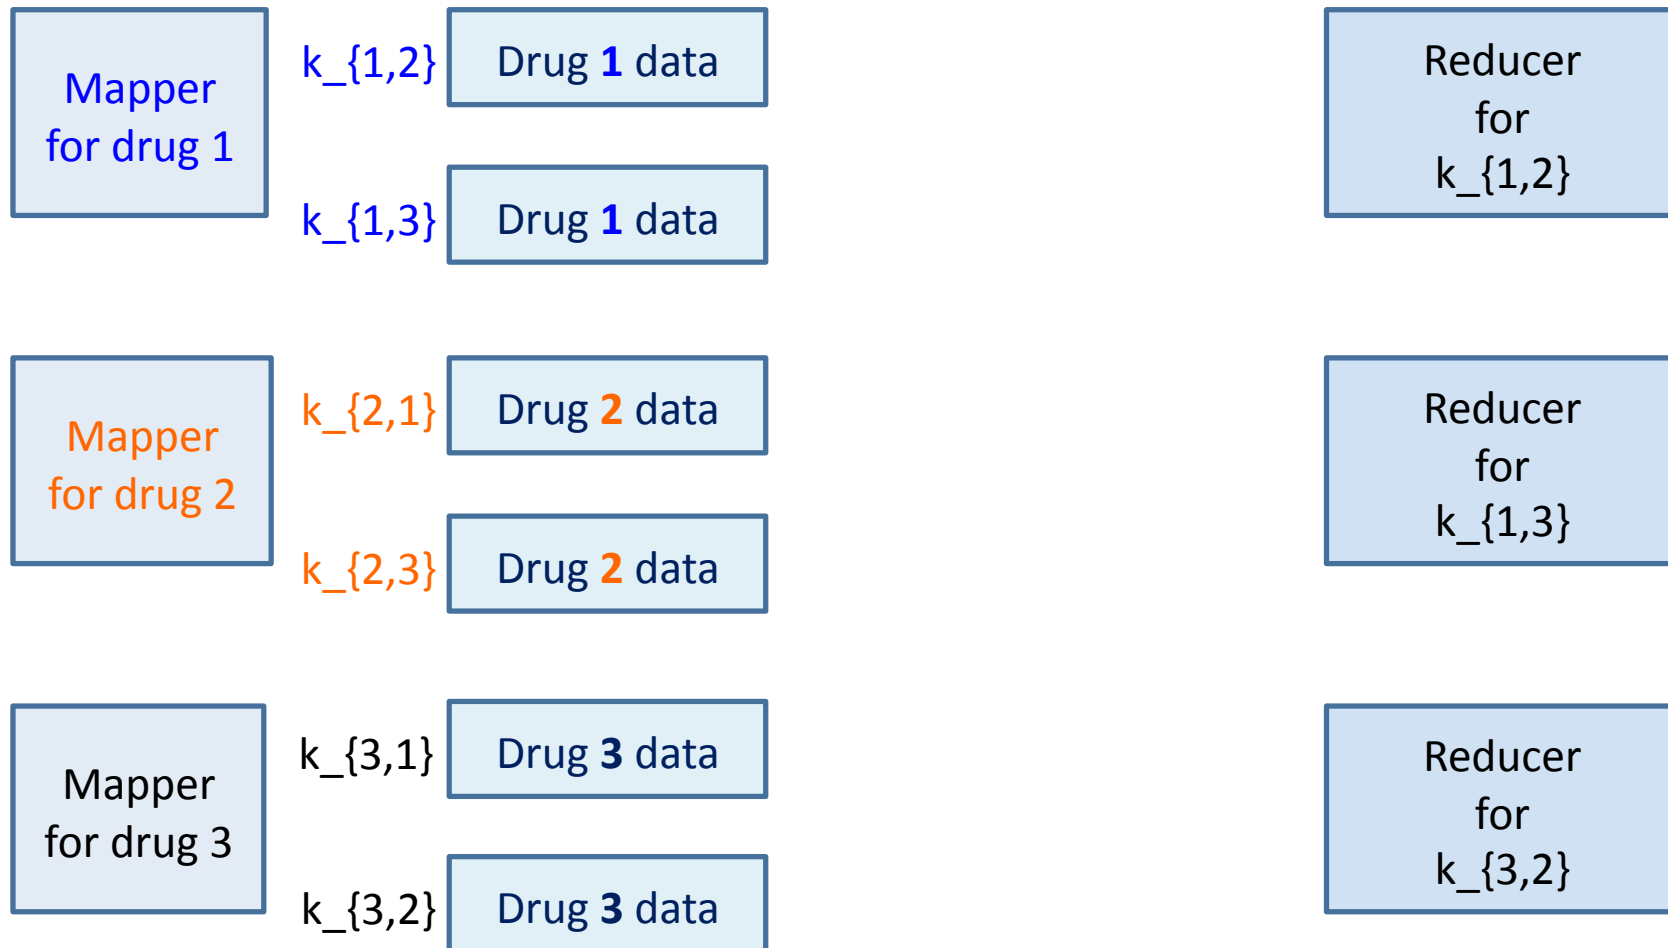 Mapper
for drug 1
k_{1,2}
Drug 1 data
k_{1,3}
Drug 1 data
Reducer
for
k_{1,2}
Mapper
for drug 2
k_{2,1}
Drug 2 data
k_{2,3}
Drug 2 data
Reducer
for
k_{1,3}
Mapper
for drug 3
k_{3,1}
Drug 3 data
k_{3,2}
Drug 3 data
Reducer
for
k_{3,2}